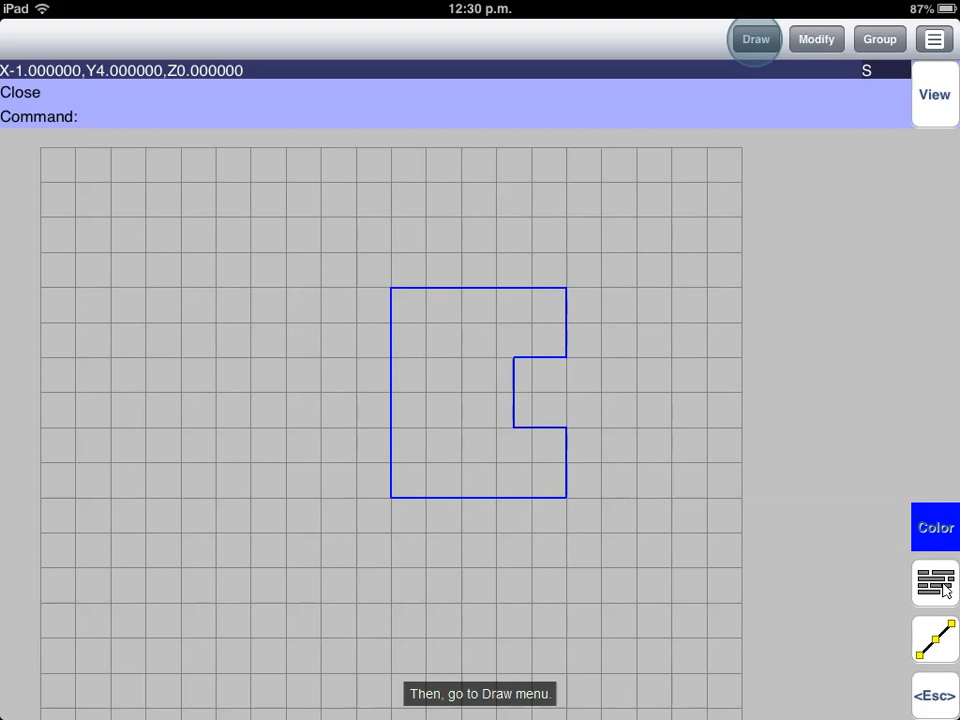 iPad 12:30 p.m. 87%
Draw Modify Group
X-1.000000,Y4.000000,Z0.000000 S
Close
Command:
View
Color
<Esc>
Then, go to Draw menu.